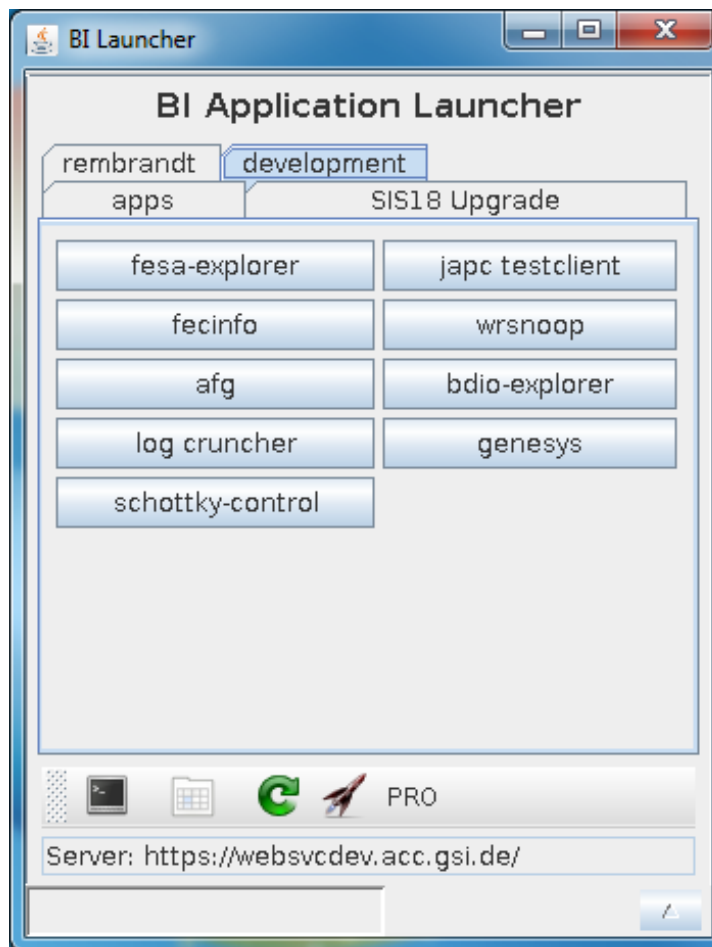 BI Launcher
BI Application Launcher
rembrandt development
apps SIS18 Upgrade
fesa-explorer japc testclient
fecinfo wrsnoop
afg bdio-explorer
log cruncher genesys
schottky-control
PRO
Server: https://websvcdev.acc.gsi.de/